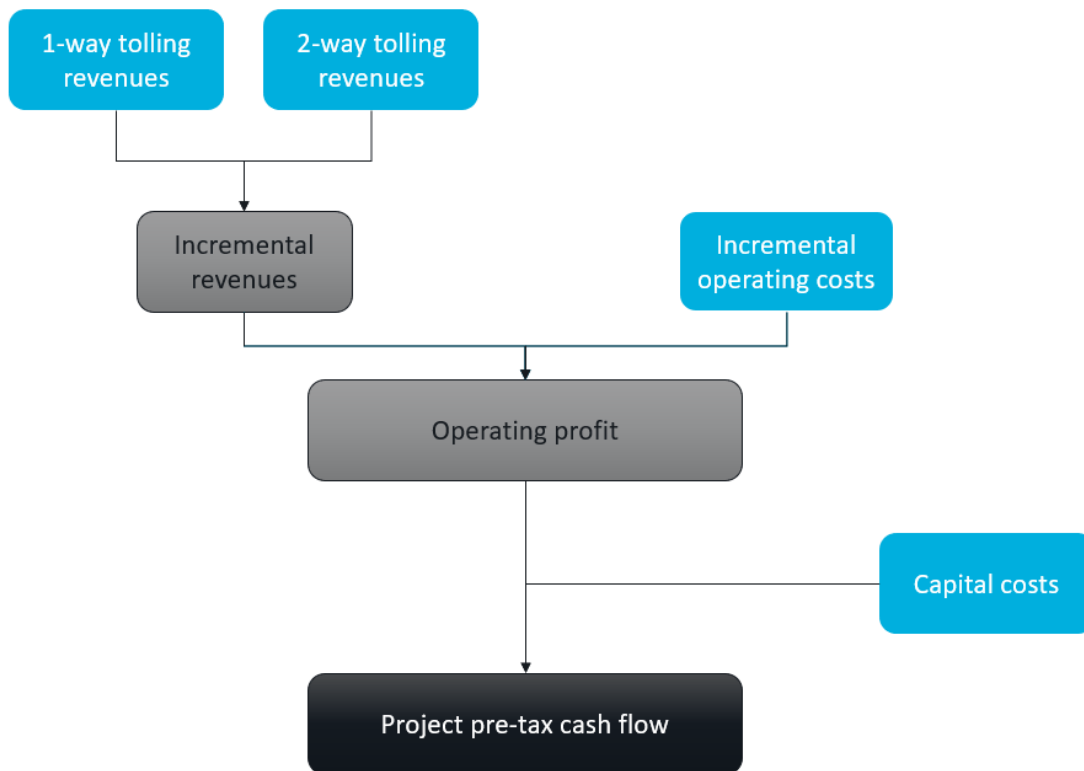 1-way tolling
revenues
2-way tolling
revenues
Incremental
revenues
Incremental
operating costs
Operating profit
Capital costs
Project pre-tax cash flow